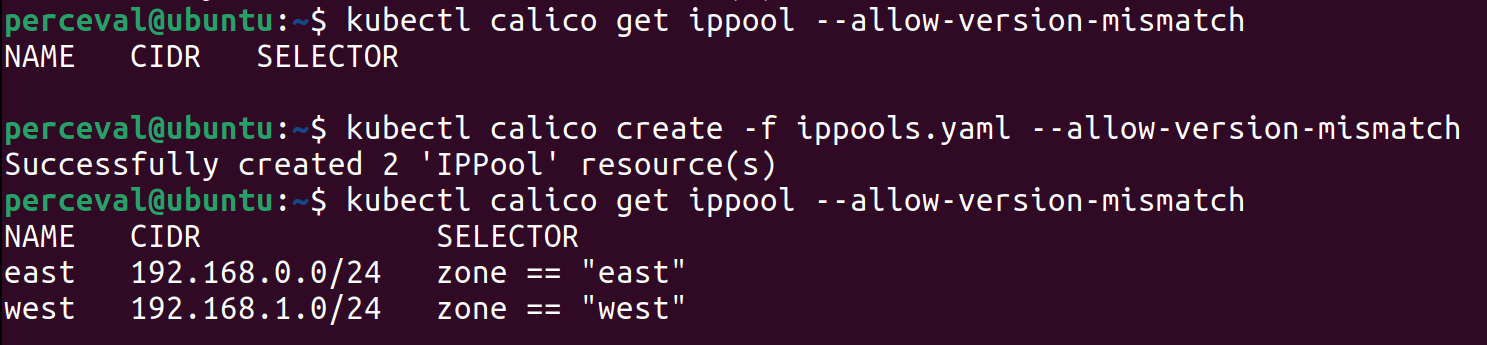 perceval@ubuntu:~$ kubectl calico get ippool --allow-version-mismatch
NAME   CIDR   SELECTOR
perceval@ubuntu:~$ kubectl calico create -f ippools.yaml --allow-version-mismatch
Successfully created 2 'IPPool' resource(s)
perceval@ubuntu:~$ kubectl calico get ippool --allow-version-mismatch
NAME   CIDR             SELECTOR
east   192.168.0.0/24   zone == "east"
west   192.168.1.0/24   zone == "west"